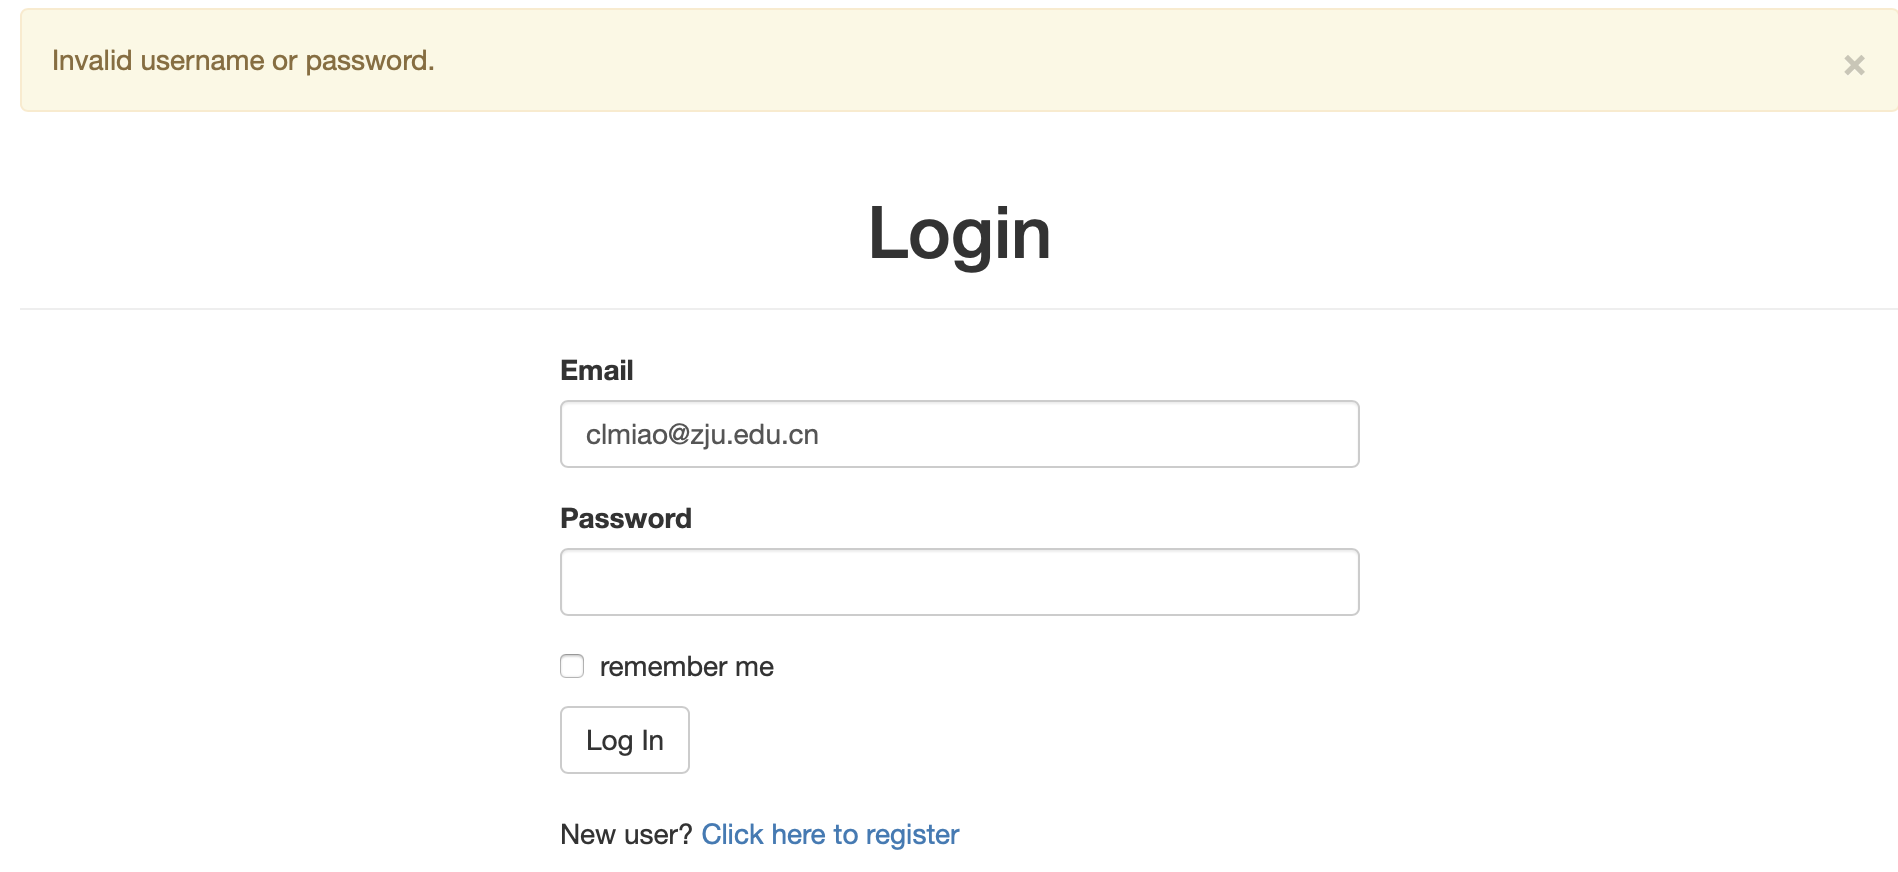 Invalid username or password.
×
Login
Email
clmiao@zju.edu.cn
Password
remember me
Log In
New user? Click here to register